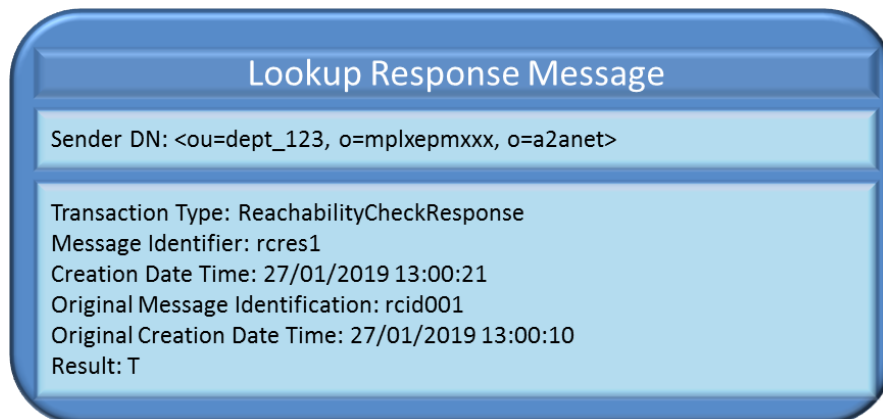 Lookup Response Message
Sender DN: <ou=dept_123, o=mplxepmxxx, o=a2anet>
Transaction Type: ReachabilityCheckResponse
Message Identifier: rcres1
Creation Date Time: 27/01/2019 13:00:21
Original Message Identification: rcid001
Original Creation Date Time: 27/01/2019 13:00:10
Result: T